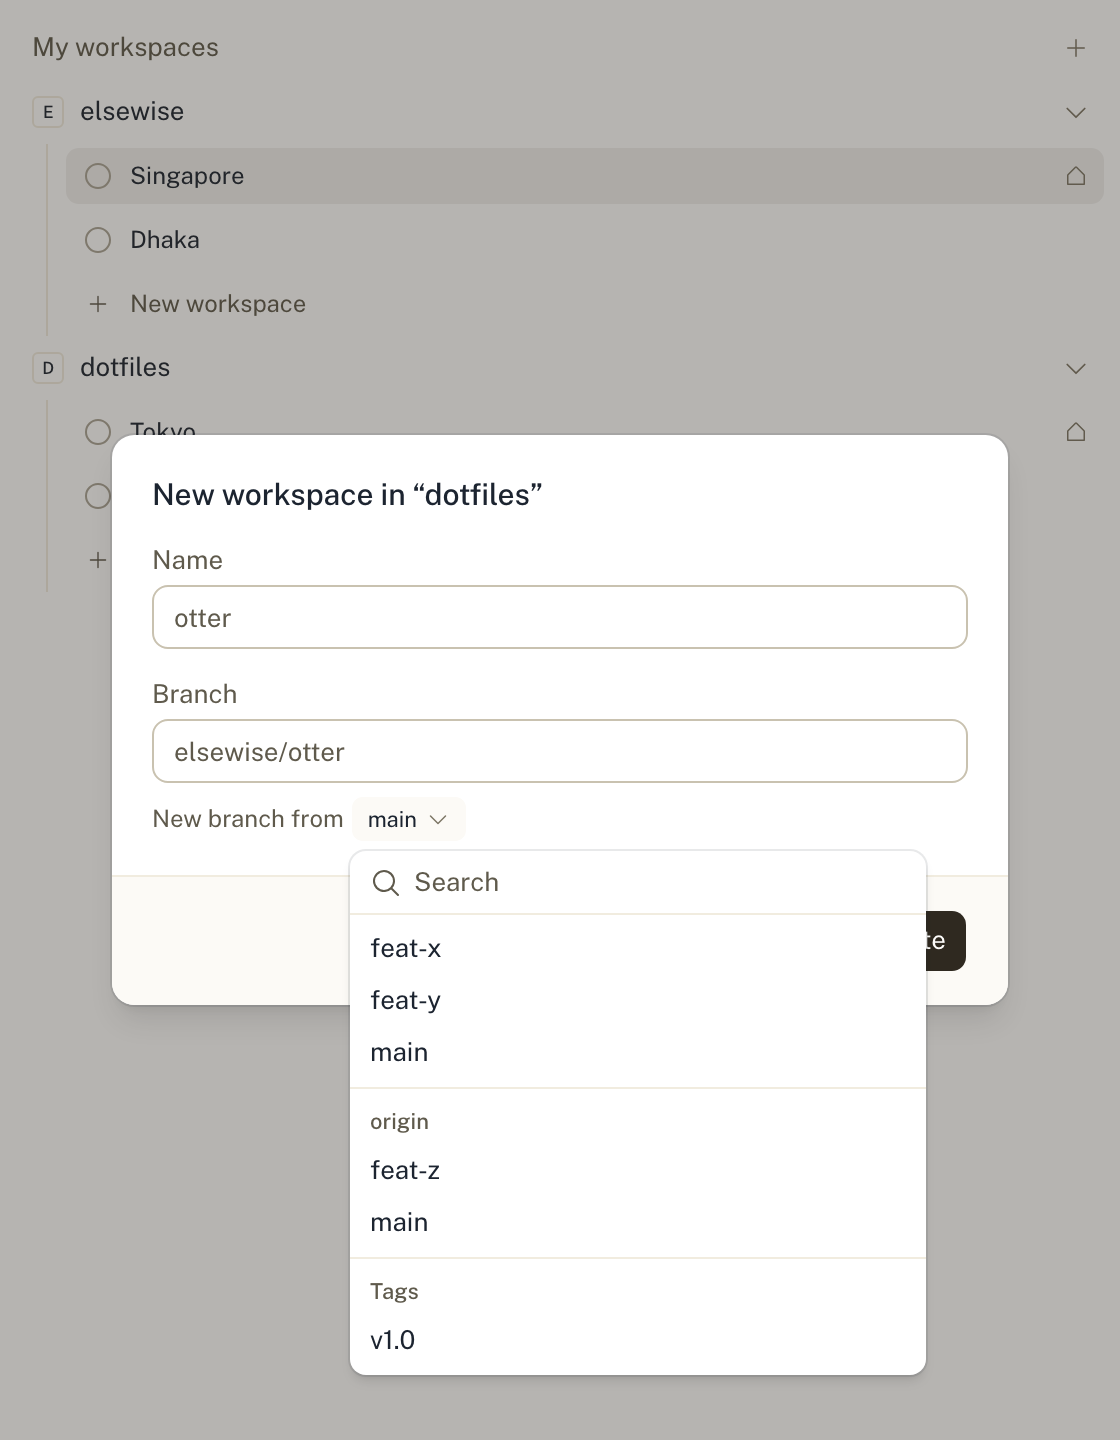 My workspaces
E elsewise
Singapore
Dhaka
New workspace
D dotfiles
Tokyo
New workspace in “dotfiles”
Name
otter
Branch
elsewise/otter
New branch from main
Search
feat-x
feat-y
main
origin
feat-z
main
Tags
v1.0